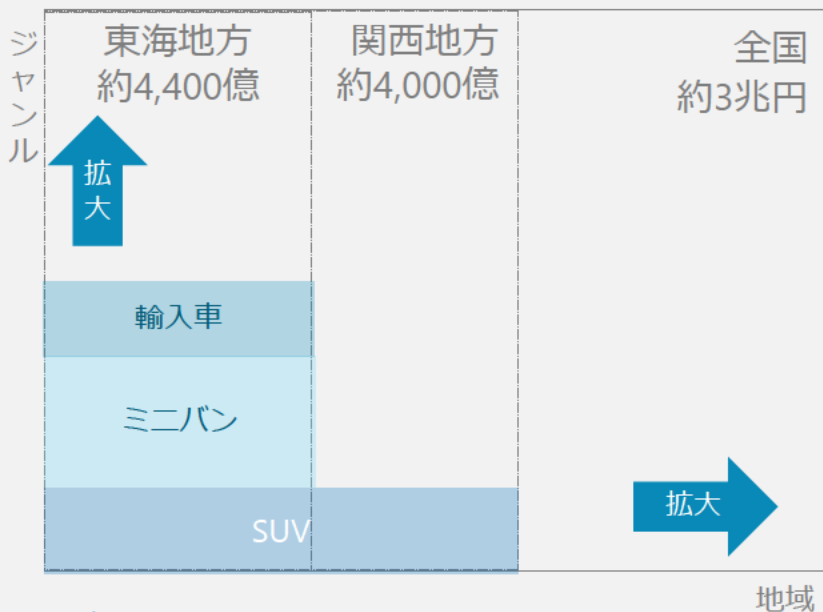 ジャンル
東海地方
約4,400億
関西地方
約4,000億
全国
約3兆円
拡大
輸入車
ミニバン
SUV
拡大
地域